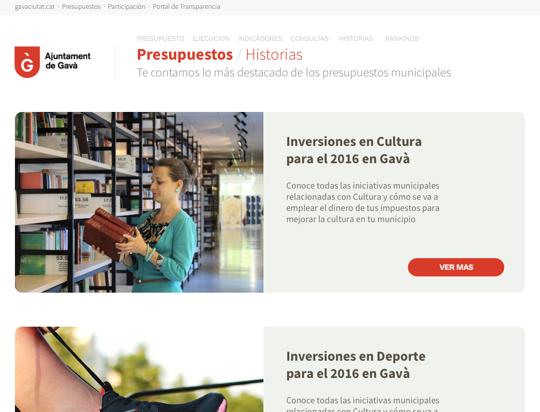 gavaciutat.cat · Presupuestos · Participación · Portal de Transparencia
PRESUPUESTO EJECUCION INDICADORES CONSULTAS HISTORIAS RANKINGS
Ajuntament
de Gavà
Presupuestos / Historias
Te contamos lo más destacado de los presupuestos municipales
Inversiones en Cultura
para el 2016 en Gavà
Conoce todas las iniciativas municipales
relacionadas con Cultura y cómo se va a
emplear el dinero de tus impuestos para
mejorar la cultura en tu municipio
VER MAS
Inversiones en Deporte
para el 2016 en Gavà
Conoce todas las iniciativas municipales
relacionadas con Cultura y cómo se va a